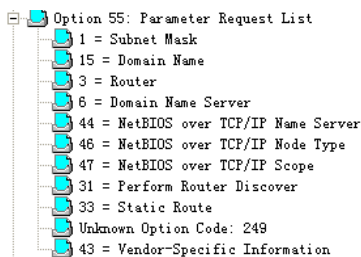 Option 55: Parameter Request List
1 = Subnet Mask
15 = Domain Name
3 = Router
6 = Domain Name Server
44 = NetBIOS over TCP/IP Name Server
46 = NetBIOS over TCP/IP Node Type
47 = NetBIOS over TCP/IP Scope
31 = Perform Router Discover
33 = Static Route
Unknown Option Code: 249
43 = Vendor-Specific Information